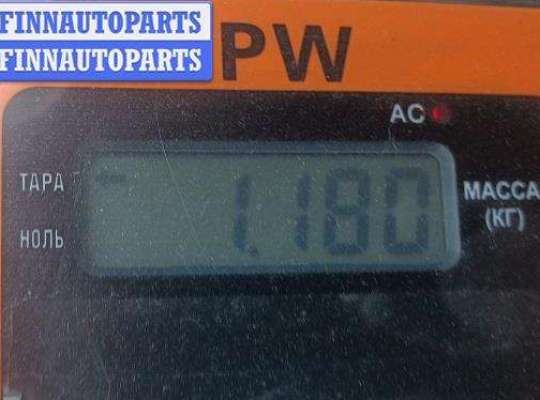 FINNAUTOPARTS
FINNAUTOPARTS
PW
AC
ТАРА
1.180
МАССА
(КГ)
НОЛЬ